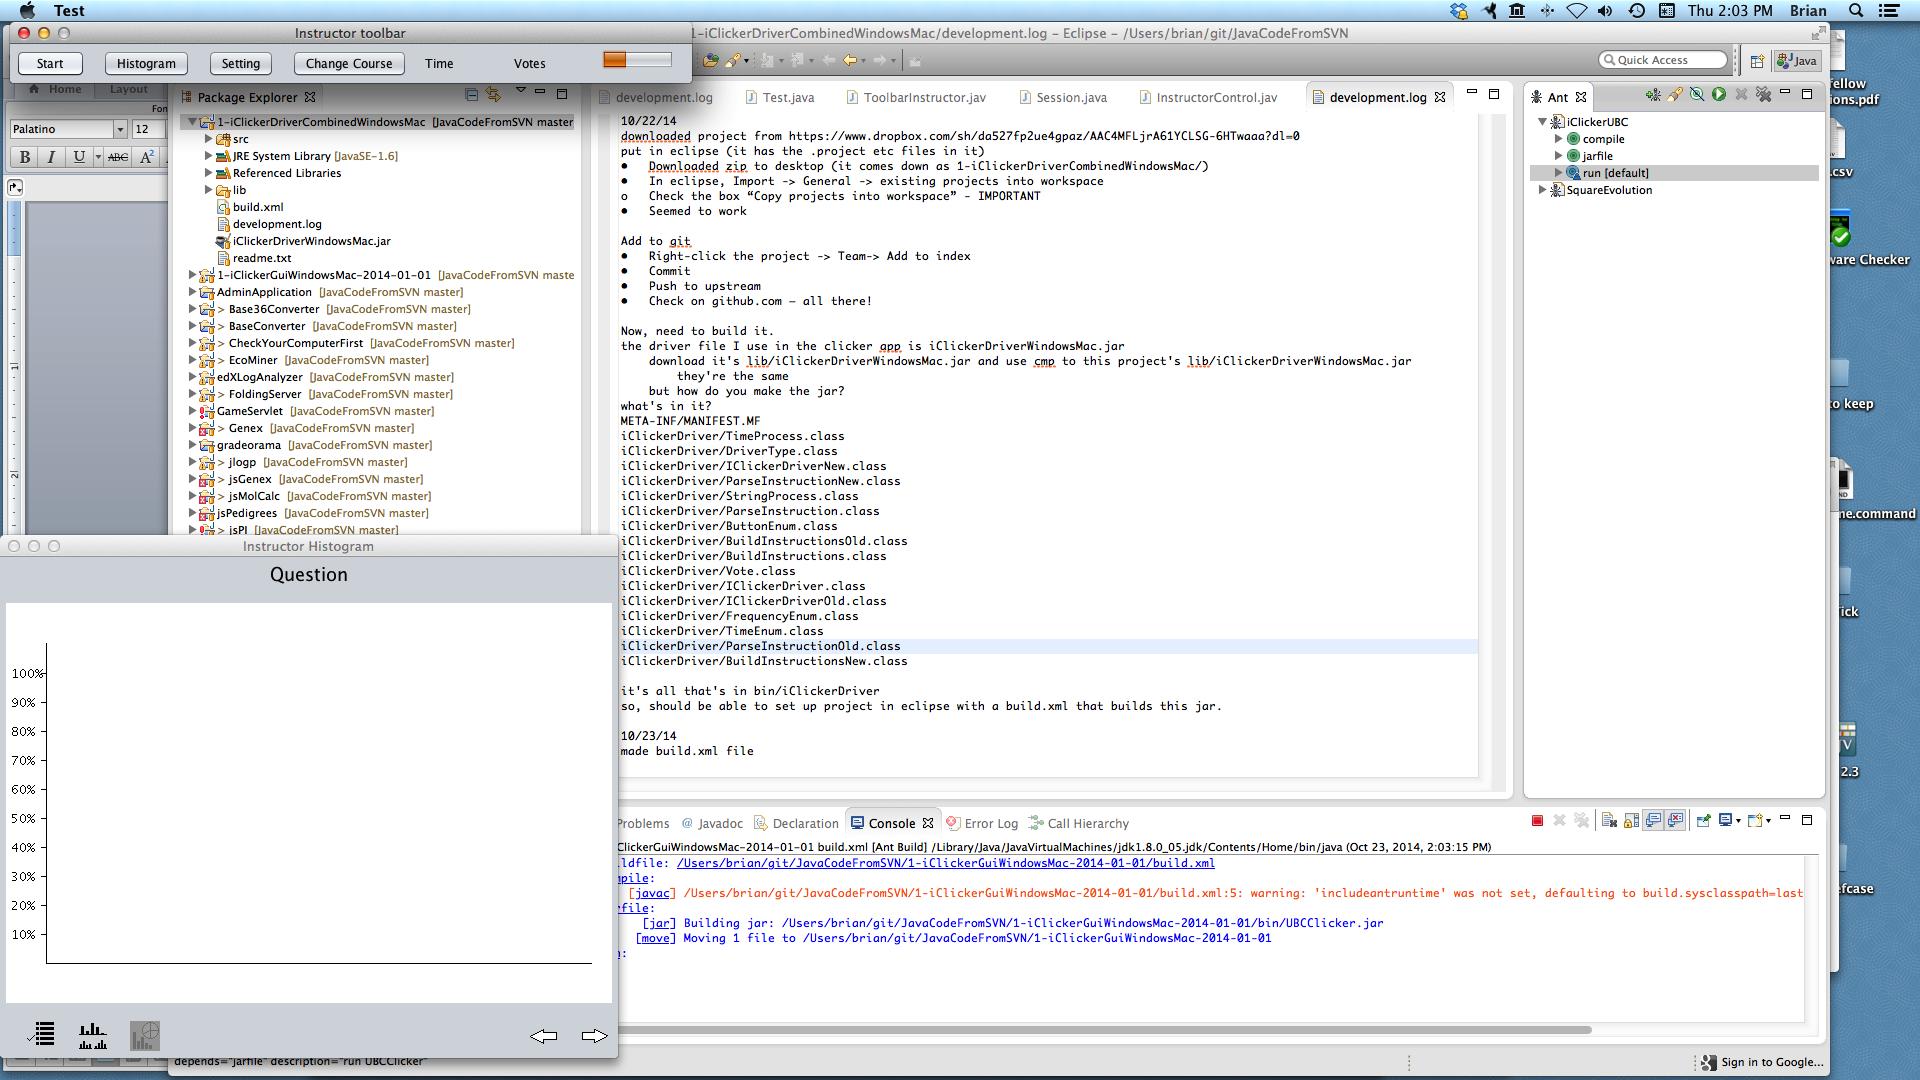 Test
Thu 2:03 PM Brian
Instructor toolbar
Start Histogram Setting Change Course Time Votes
1-iClickerDriverCombinedWindowsMac/development.log – Eclipse – /Users/brian/git/JavaCodeFromSVN
Quick Access
Java
Home Layout
Palatino 12
B I U ABC A2
Package Explorer
1-iClickerDriverCombinedWindowsMac [JavaCodeFromSVN master
src
JRE System Library [JavaSE-1.6]
Referenced Libraries
lib
build.xml
development.log
iClickerDriverWindowsMac.jar
readme.txt
1-iClickerGuiWindowsMac-2014-01-01 [JavaCodeFromSVN maste
AdminApplication [JavaCodeFromSVN master]
> Base36Converter [JavaCodeFromSVN master]
> BaseConverter [JavaCodeFromSVN master]
> CheckYourComputerFirst [JavaCodeFromSVN master]
> EcoMiner [JavaCodeFromSVN master]
edXLogAnalyzer [JavaCodeFromSVN master]
> FoldingServer [JavaCodeFromSVN master]
GameServlet [JavaCodeFromSVN master]
> Genex [JavaCodeFromSVN master]
gradeorama [JavaCodeFromSVN master]
> jlogp [JavaCodeFromSVN master]
> jsGenex [JavaCodeFromSVN master]
> jsMolCalc [JavaCodeFromSVN master]
jsPedigrees [JavaCodeFromSVN master]
> jsPI [JavaCodeFromSVN master]
development.log Test.java ToolbarInstructor.jav Session.java InstructorControl.jav development.log
10/22/14
downloaded project from https://www.dropbox.com/sh/da527fp2ue4gpaz/AAC4MFLjrA61YCLSG-6HTwaaa?dl=0
put in eclipse (it has the .project etc files in it)
• Downloaded zip to desktop (it comes down as 1-iClickerDriverCombinedWindowsMac/)
• In eclipse, Import -> General -> existing projects into workspace
o Check the box “Copy projects into workspace” - IMPORTANT
• Seemed to work
Add to git
• Right-click the project -> Team-> Add to index
• Commit
• Push to upstream
• Check on github.com – all there!
Now, need to build it.
the driver file I use in the clicker app is iClickerDriverWindowsMac.jar
download it's lib/iClickerDriverWindowsMac.jar and use cmp to this project's lib/iClickerDriverWindowsMac.jar
they're the same
but how do you make the jar?
what's in it?
META-INF/MANIFEST.MF
iClickerDriver/TimeProcess.class
iClickerDriver/DriverType.class
iClickerDriver/IClickerDriverNew.class
iClickerDriver/ParseInstructionNew.class
iClickerDriver/StringProcess.class
iClickerDriver/ParseInstruction.class
iClickerDriver/ButtonEnum.class
iClickerDriver/BuildInstructionsOld.class
iClickerDriver/BuildInstructions.class
iClickerDriver/Vote.class
iClickerDriver/IClickerDriver.class
iClickerDriver/IClickerDriverOld.class
iClickerDriver/FrequencyEnum.class
iClickerDriver/TimeEnum.class
iClickerDriver/ParseInstructionOld.class
iClickerDriver/BuildInstructionsNew.class
it's all that's in bin/iClickerDriver
so, should be able to set up project in eclipse with a build.xml that builds this jar.
10/23/14
made build.xml file
Ant
iClickerUBC
compile
jarfile
run [default]
SquareEvolution
Instructor Histogram
Question
100%
90%
80%
70%
60%
50%
40%
30%
20%
10%
Problems @ Javadoc Declaration Console Error Log Call Hierarchy
ClickerGuiWindowsMac-2014-01-01 build.xml [Ant Build] /Library/Java/JavaVirtualMachines/jdk1.8.0_05.jdk/Contents/Home/bin/java (Oct 23, 2014, 2:03:15 PM)
ldfile: /Users/brian/git/JavaCodeFromSVN/1-iClickerGuiWindowsMac-2014-01-01/build.xml
mpile:
[javac] /Users/brian/git/JavaCodeFromSVN/1-iClickerGuiWindowsMac-2014-01-01/build.xml:5: warning: 'includeantruntime' was not set, defaulting to build.sysclasspath=last
rfile:
[jar] Building jar: /Users/brian/git/JavaCodeFromSVN/1-iClickerGuiWindowsMac-2014-01-01/bin/UBCClicker.jar
[move] Moving 1 file to /Users/brian/git/JavaCodeFromSVN/1-iClickerGuiWindowsMac-2014-01-01
depends="jarfile" description="run UBCClicker"
Sign in to Google...
ellow
ions.pdf
.csv
ware Checker
to keep
me.command
ick
2.3
efcase